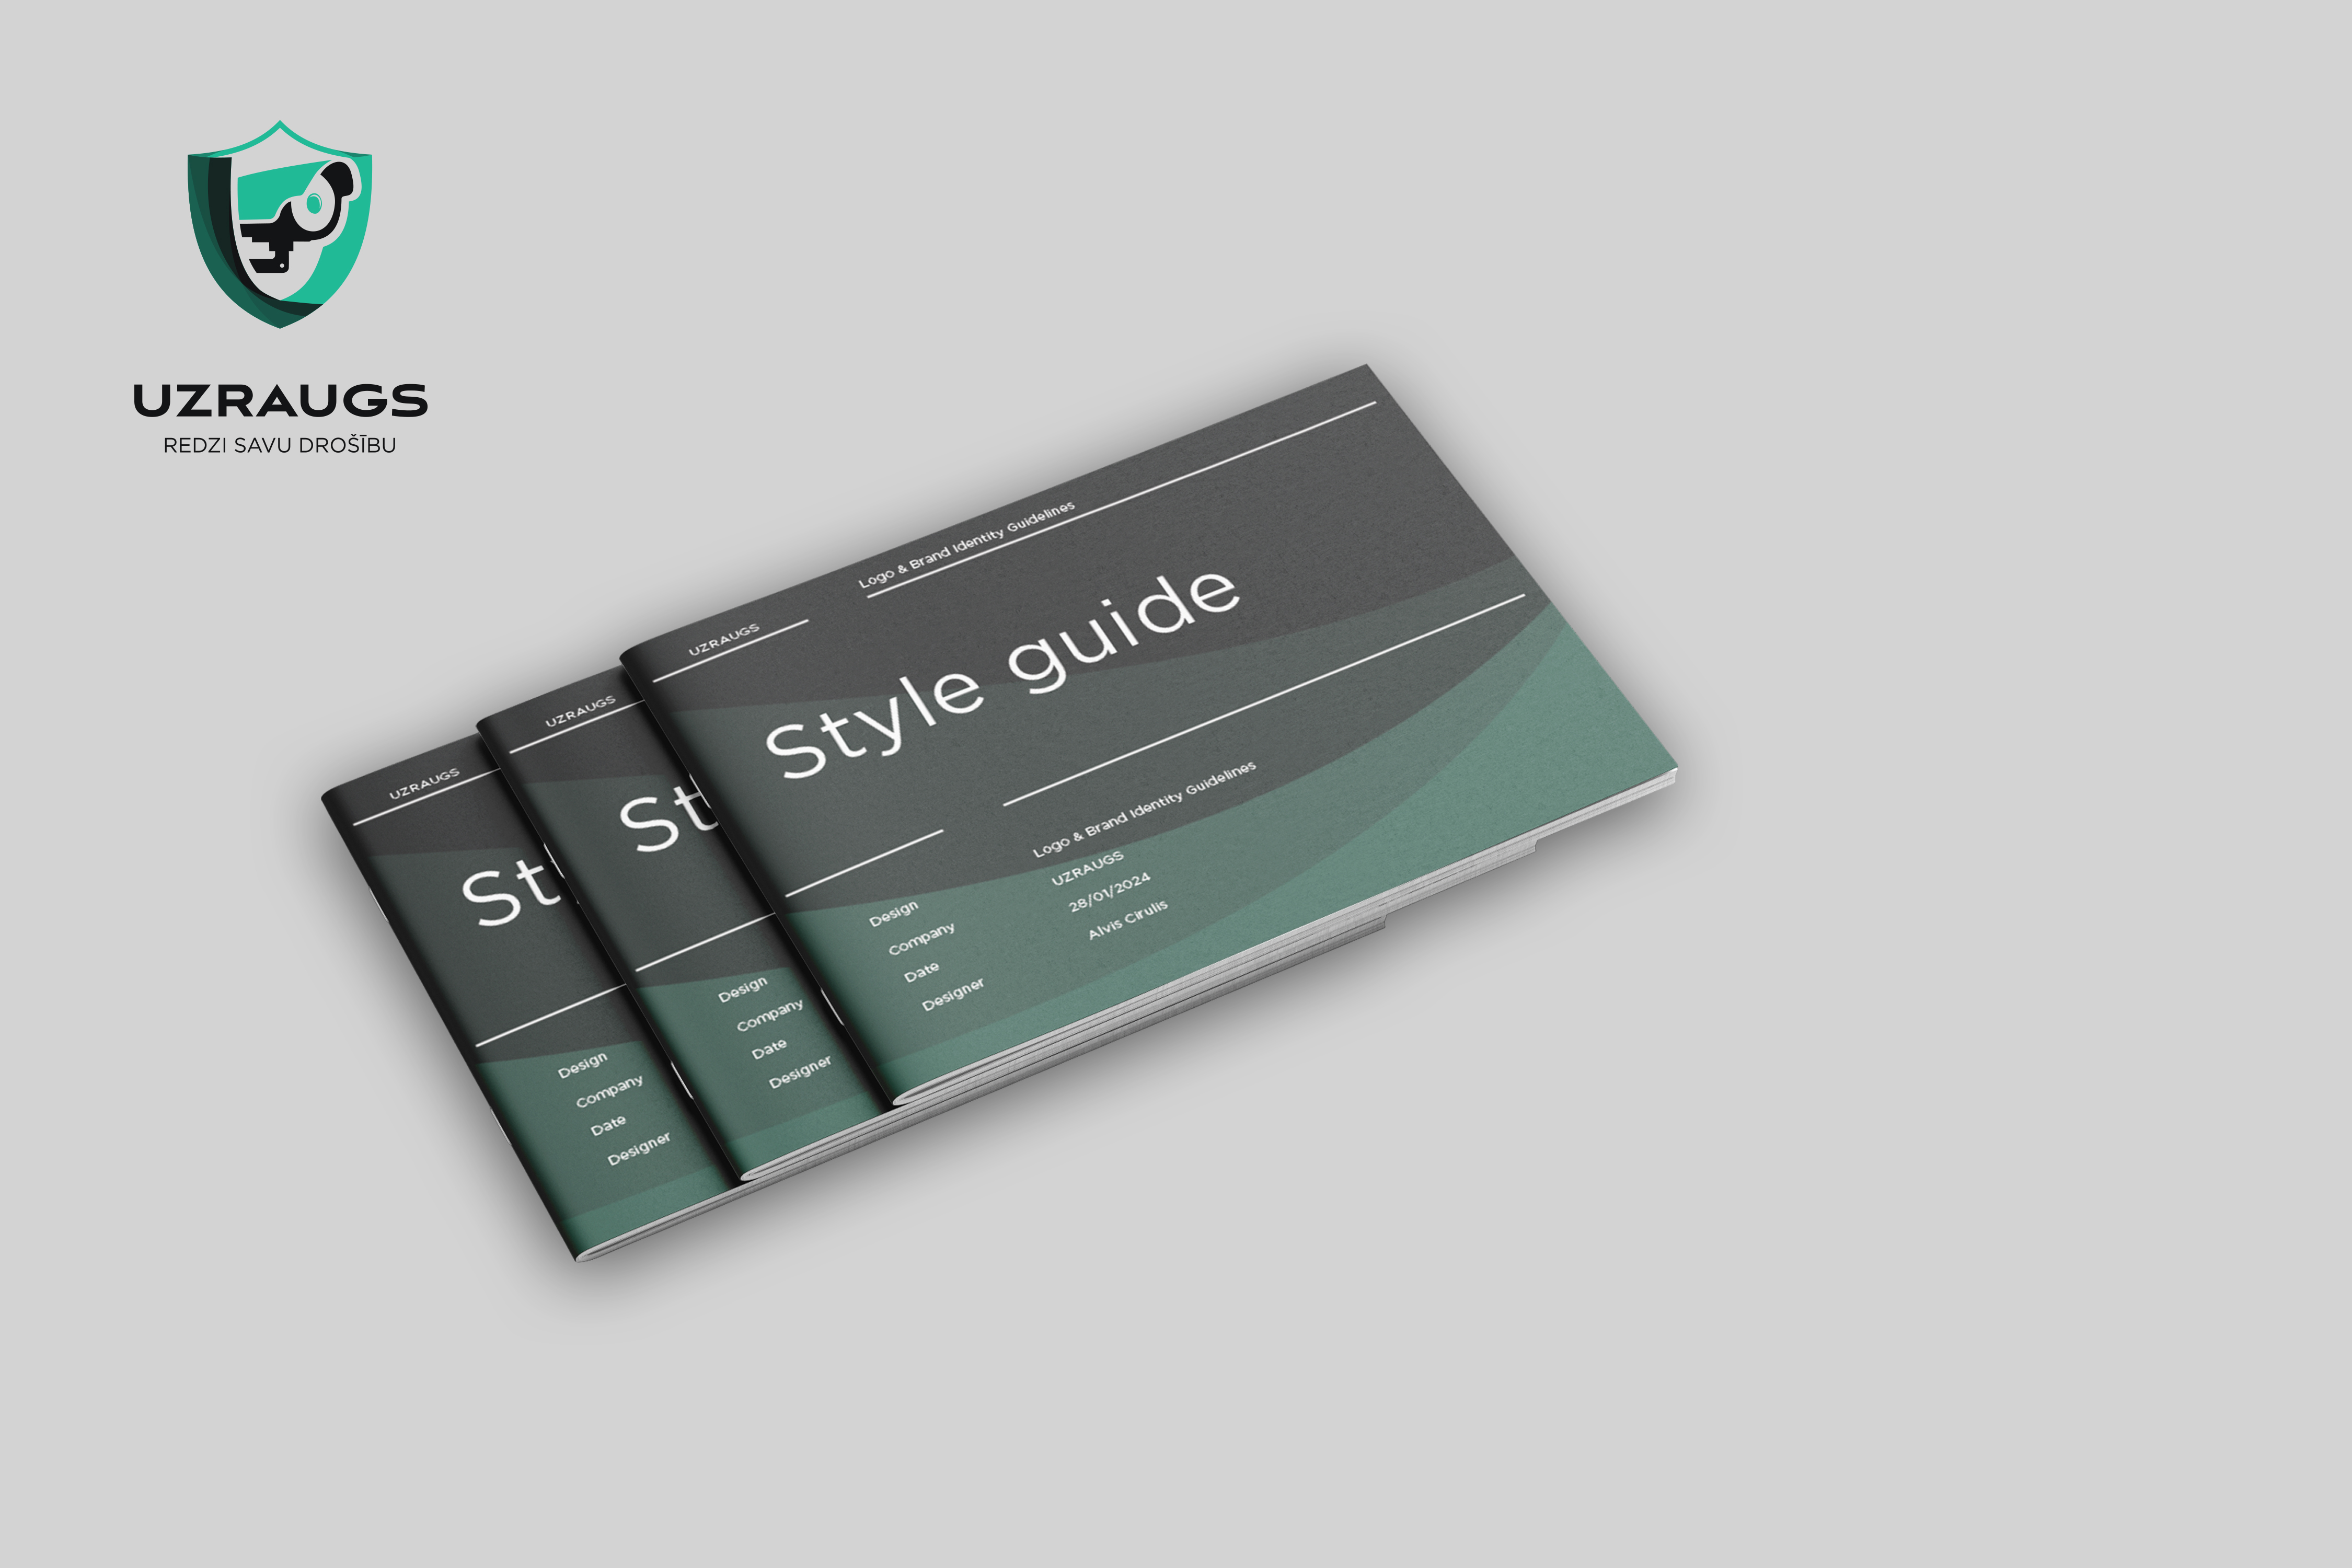 UZRAUGS
REDZI SAVU DROŠĪBU
UZRAUGS
Logo & Brand Identity Guidelines
Style guide
Design
Logo & Brand Identity Guidelines
Company
UZRAUGS
Date
28/01/2024
Designer
Alvis Cirulis
UZRAUGS
St
Design
Company
Date
Designer
UZRAUGS
St
Design
Company
Date
Designer